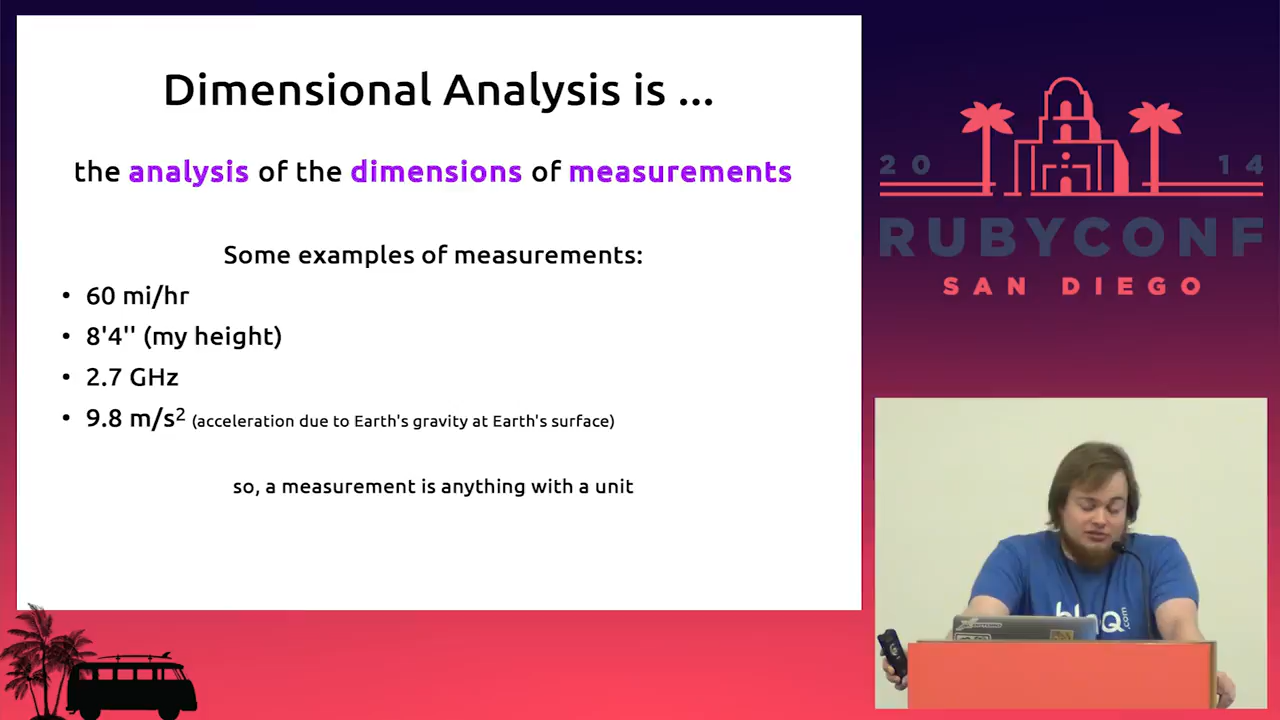 Dimensional Analysis is ...
the analysis of the dimensions of measurements
Some examples of measurements:
• 60 mi/hr
• 8'4'' (my height)
• 2.7 GHz
• 9.8 m/s² (acceleration due to Earth's gravity at Earth's surface)
so, a measurement is anything with a unit
20 14
RUBYCONF
SAN DIEGO